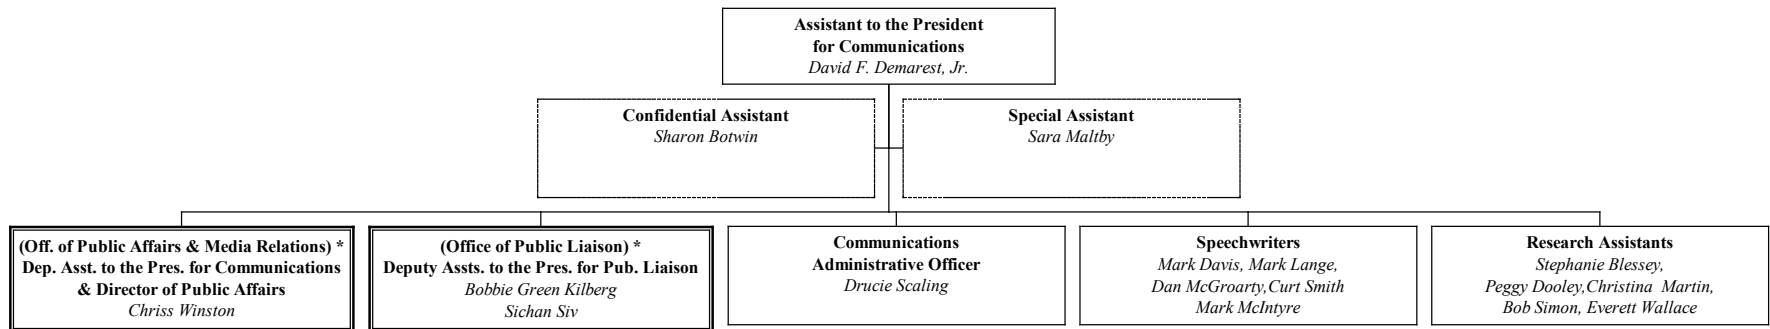 Assistant to the President
for Communications
David F. Demarest, Jr.
Confidential Assistant
Sharon Botwin
Special Assistant
Sara Maltby
(Off. of Public Affairs & Media Relations) *
Dep. Asst. to the Pres. for Communications
& Director of Public Affairs
Chriss Winston
(Office of Public Liaison) *
Deputy Assts. to the Pres. for Pub. Liaison
Bobbie Green Kilberg
Sichan Siv
Communications
Administrative Officer
Drucie Scaling
Speechwriters
Mark Davis, Mark Lange,
Dan McGroarty,Curt Smith
Mark McIntyre
Research Assistants
Stephanie Blessey,
Peggy Dooley,Christina  Martin,
Bob Simon, Everett Wallace